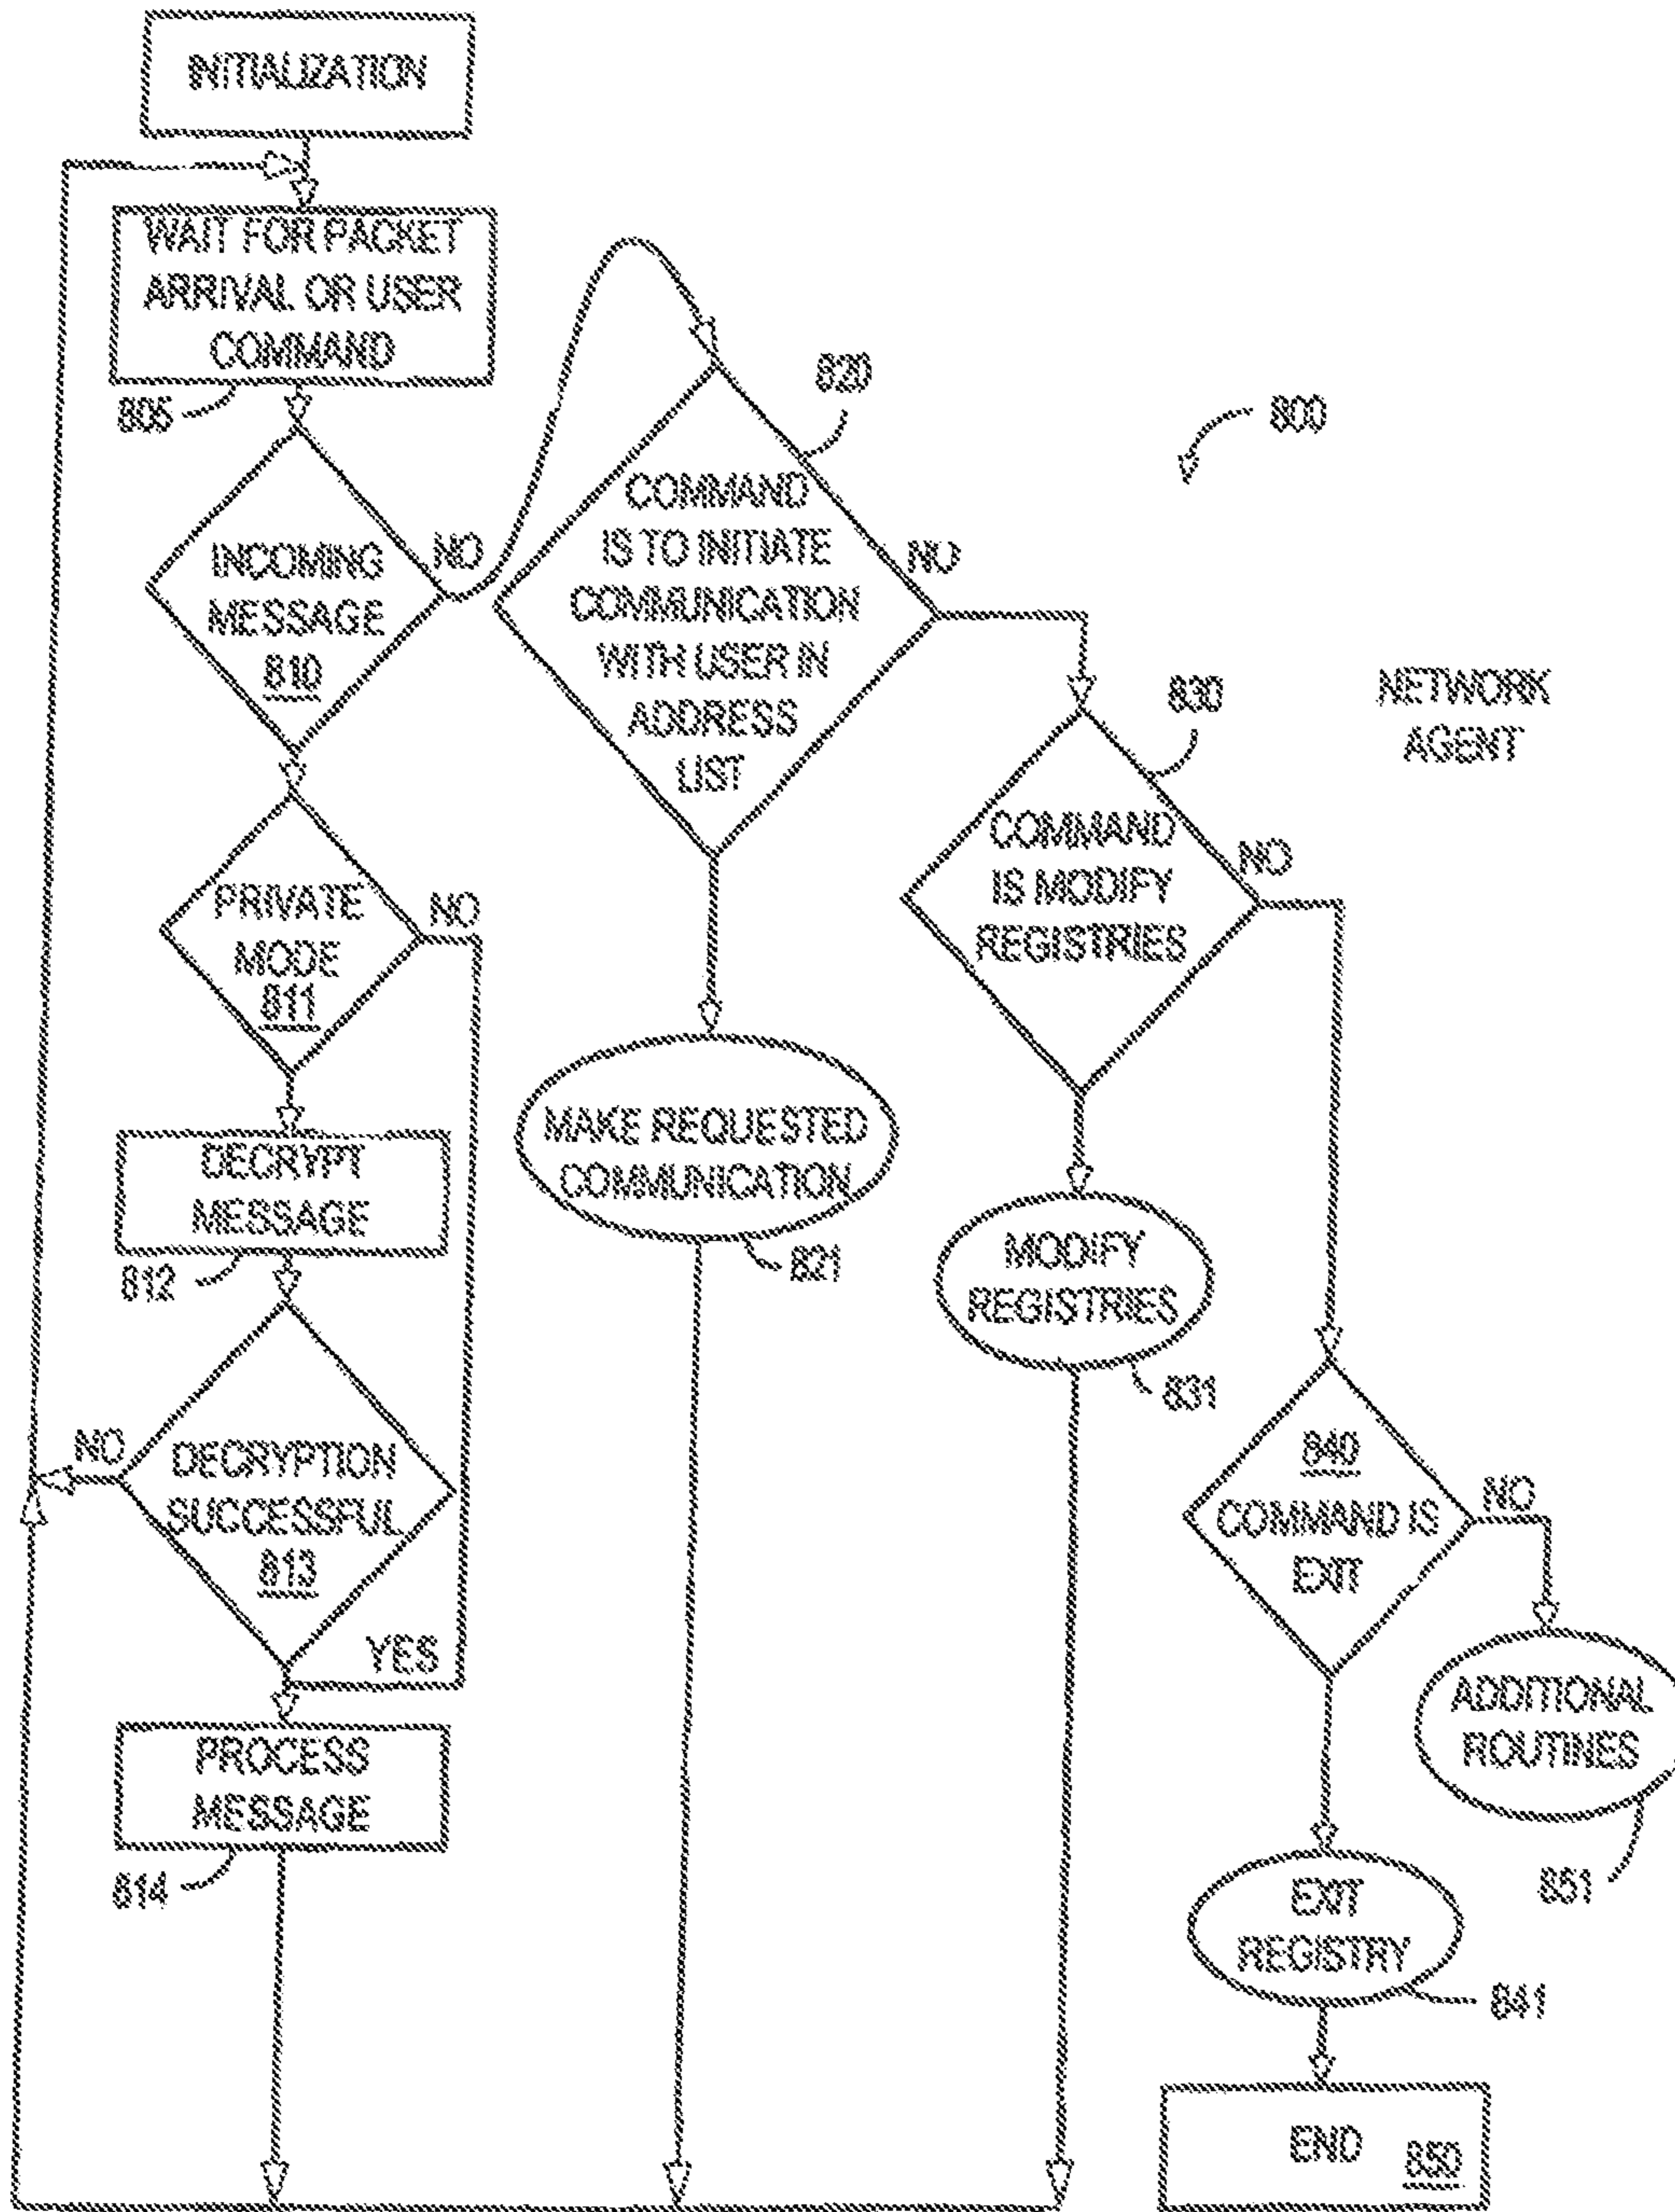 INITIALIZATION
WAIT FOR PACKET
ARRIVAL OR USER
COMMAND
805
INCOMING
MESSAGE
810
NO
PRIVATE
MODE
811
NO
DECRYPT
MESSAGE
812
DECRYPTION
SUCCESSFUL
813
NO
YES
PROCESS
MESSAGE
814
820
COMMAND
IS TO INITIATE
COMMUNICATION
WITH USER IN
ADDRESS
LIST
NO
MAKE REQUESTED
COMMUNICATION
821
800
NETWORK
AGENT
830
COMMAND
IS MODIFY
REGISTRIES
NO
MODIFY
REGISTRIES
831
840
COMMAND IS
EXIT
NO
ADDITIONAL
ROUTINES
851
EXIT
REGISTRY
841
END
850